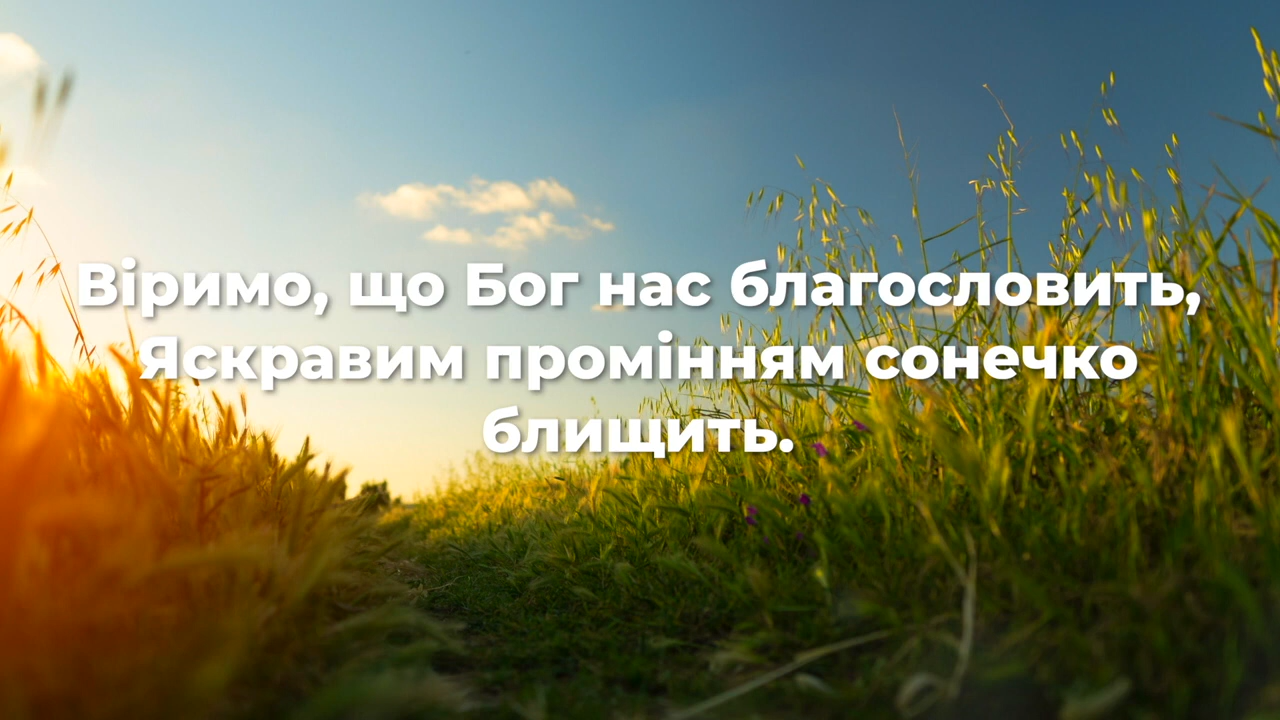 Віримо, що Бог нас благословить,
Яскравим промінням сонечко
блищить.